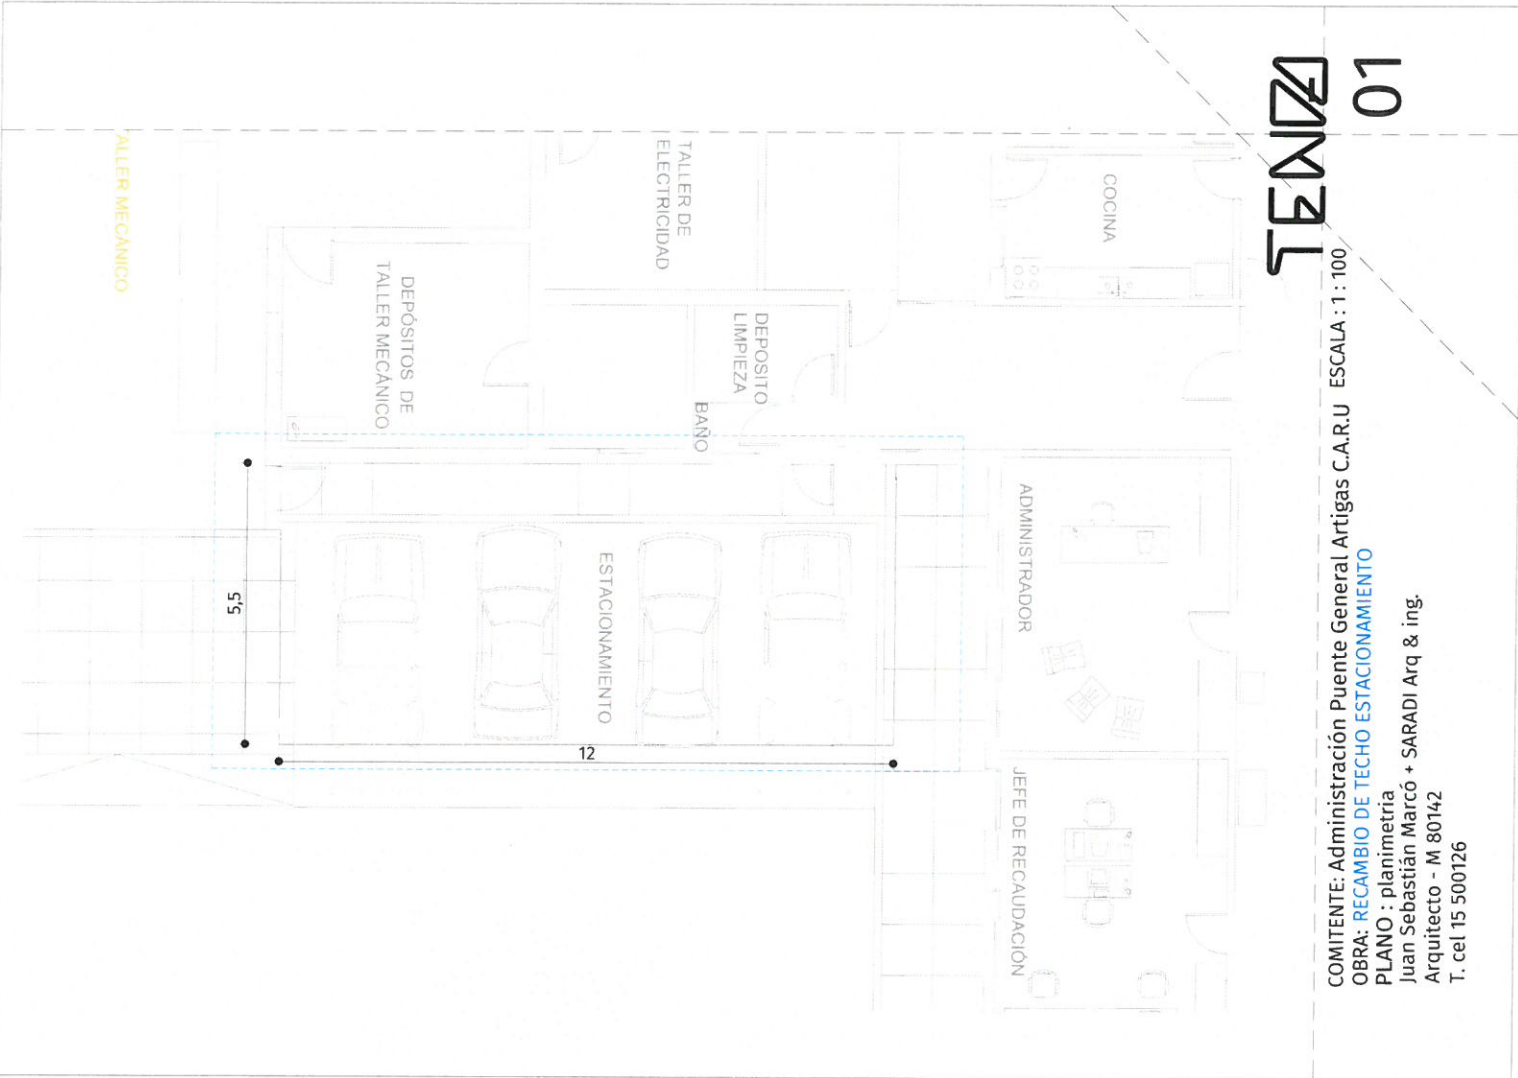 TENDA
01
COMITENTE: Administración Puente General Artigas C.A.R.U ESCALA : 1 : 100
OBRA: RECAMBIO DE TECHO ESTACIONAMIENTO
PLANO : planimetria
Juan Sebastián Marcó + SARADI Arq & ing.
Arquitecto - M 80142
T. cel 15 500126
ALLER MECÁNICO
TALLER DE
ELECTRICIDAD
COCINA
DEPÓSITOS DE
TALLER MECÁNICO
DEPOSITO
LIMPIEZA
BAÑO
ADMINISTRADOR
ESTACIONAMIENTO
5,5
12
JEFE DE RECAUDACIÓN